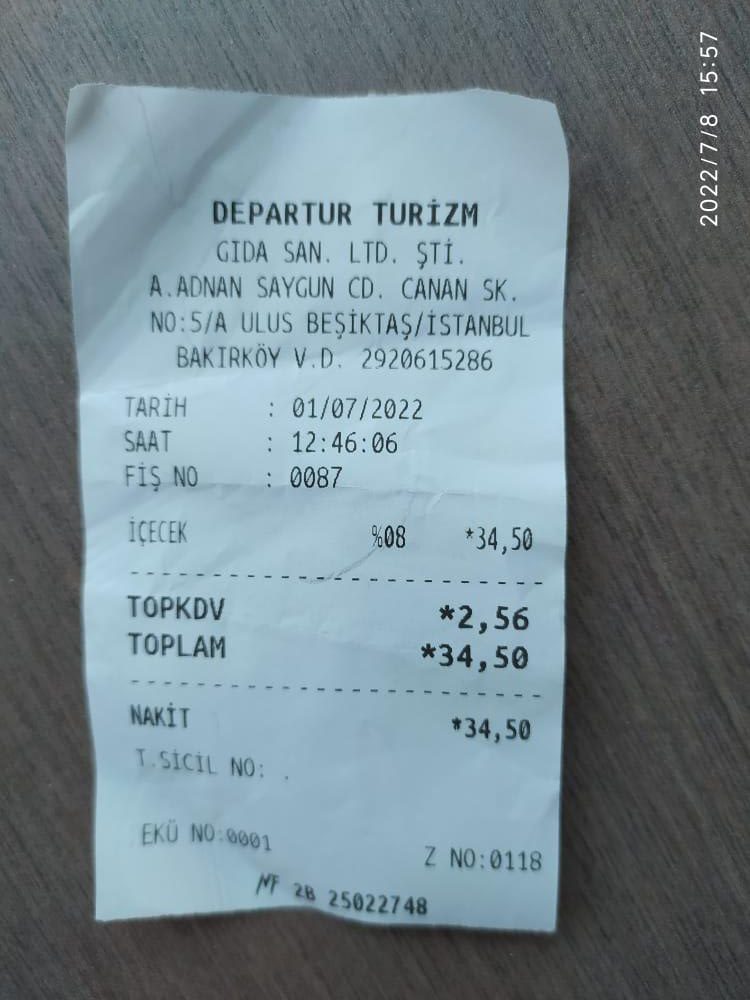 DEPARTUR TURİZM
GIDA SAN. LTD. ŞTİ.
A.ADNAN SAYGUN CD. CANAN SK.
NO:5/A ULUS BEŞİKTAŞ/İSTANBUL
BAKIRKÖY V.D. 2920615286
TARİH : 01/07/2022
SAAT : 12:46:06
FİŞ NO : 0087
İÇECEK %08 *34,50
TOPKDV *2,56
TOPLAM *34,50
NAKİT *34,50
T.SİCİL NO: .
EKÜ NO:0001 Z NO:0118
MF 2B 25022748
2022/7/8 15:57